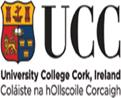 UCC
University College Cork, Ireland
Coláiste na hOllscoile Corcaigh